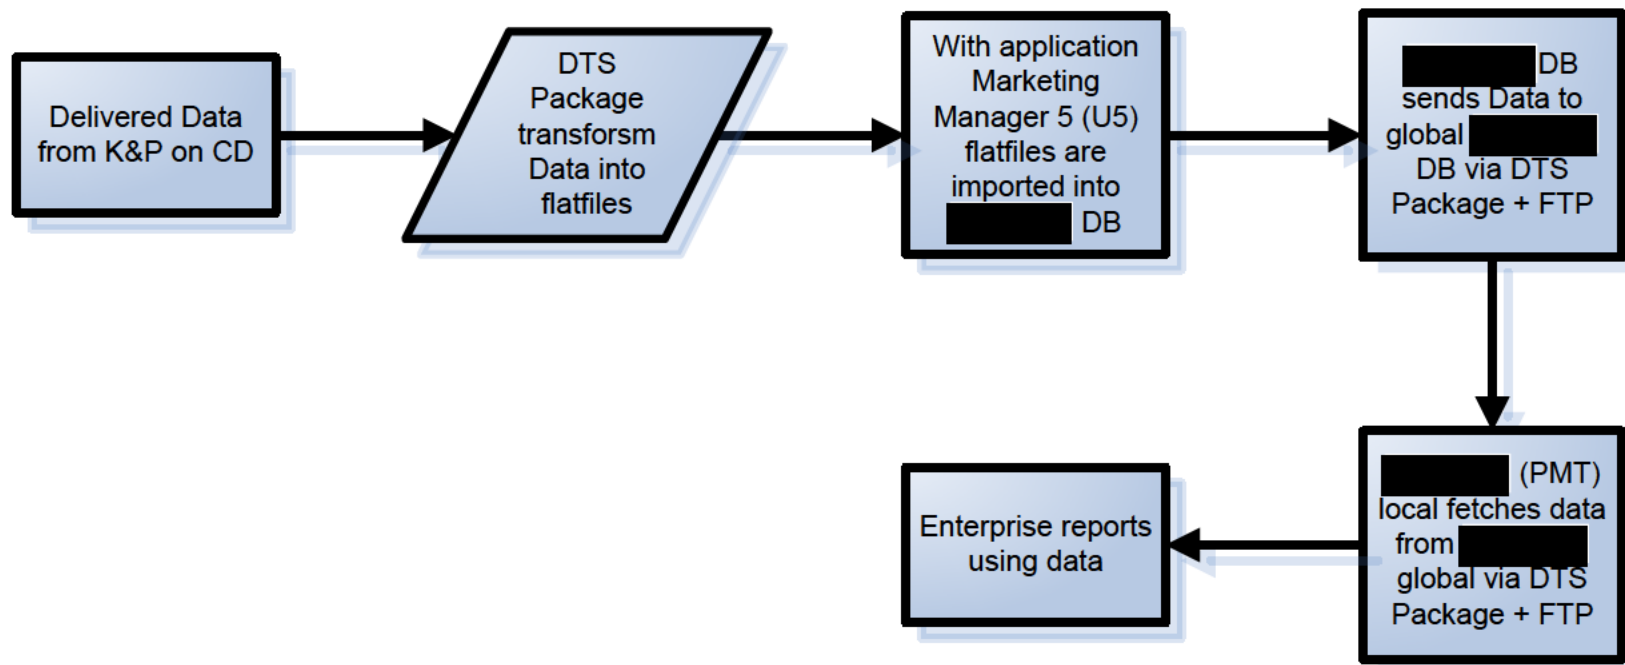 Delivered Data
from K&P on CD
DTS
Package
transforsm
Data into
flatfiles
With application
Marketing
Manager 5 (U5)
flatfiles are
imported into
DB
DB
sends Data to
global
DB via DTS
Package + FTP
(PMT)
local fetches data
from
global via DTS
Package + FTP
Enterprise reports
using data